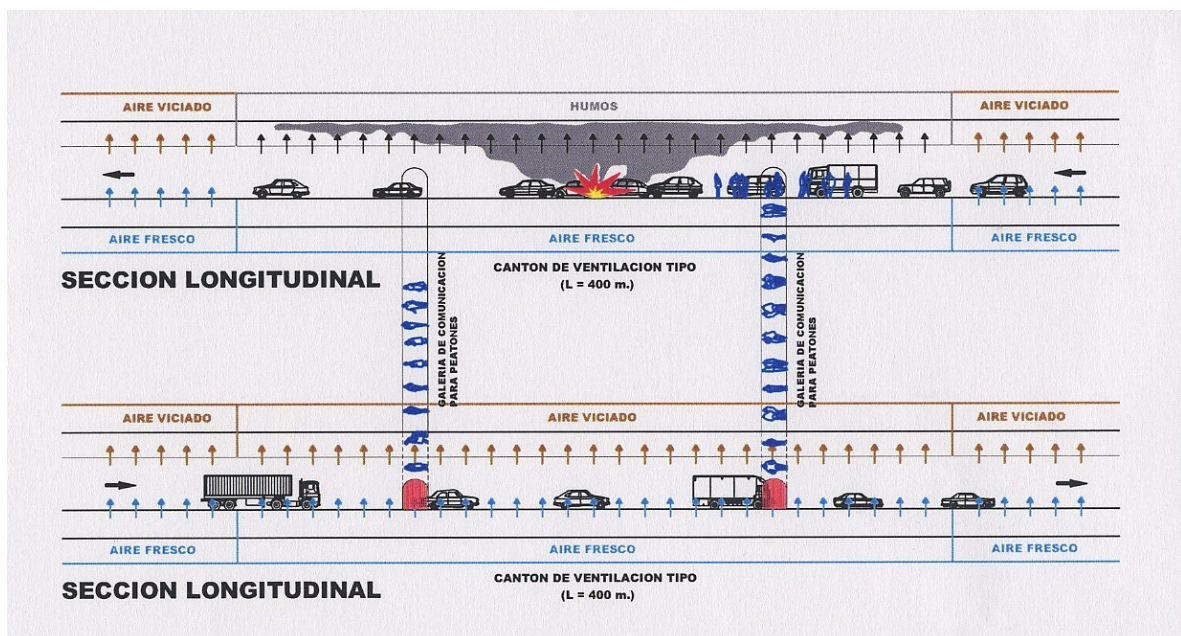 AIRE VICIADO HUMOS AIRE VICIADO
AIRE FRESCO AIRE FRESCO AIRE FRESCO
SECCION LONGITUDINAL
CANTON DE VENTILACION TIPO
(L = 400 m.)
GALERIA DE COMUNICACION
PARA PEATONES
GALERIA DE COMUNICACION
PARA PEATONES
AIRE VICIADO AIRE VICIADO AIRE VICIADO
AIRE FRESCO AIRE FRESCO AIRE FRESCO
SECCION LONGITUDINAL
CANTON DE VENTILACION TIPO
(L = 400 m.)